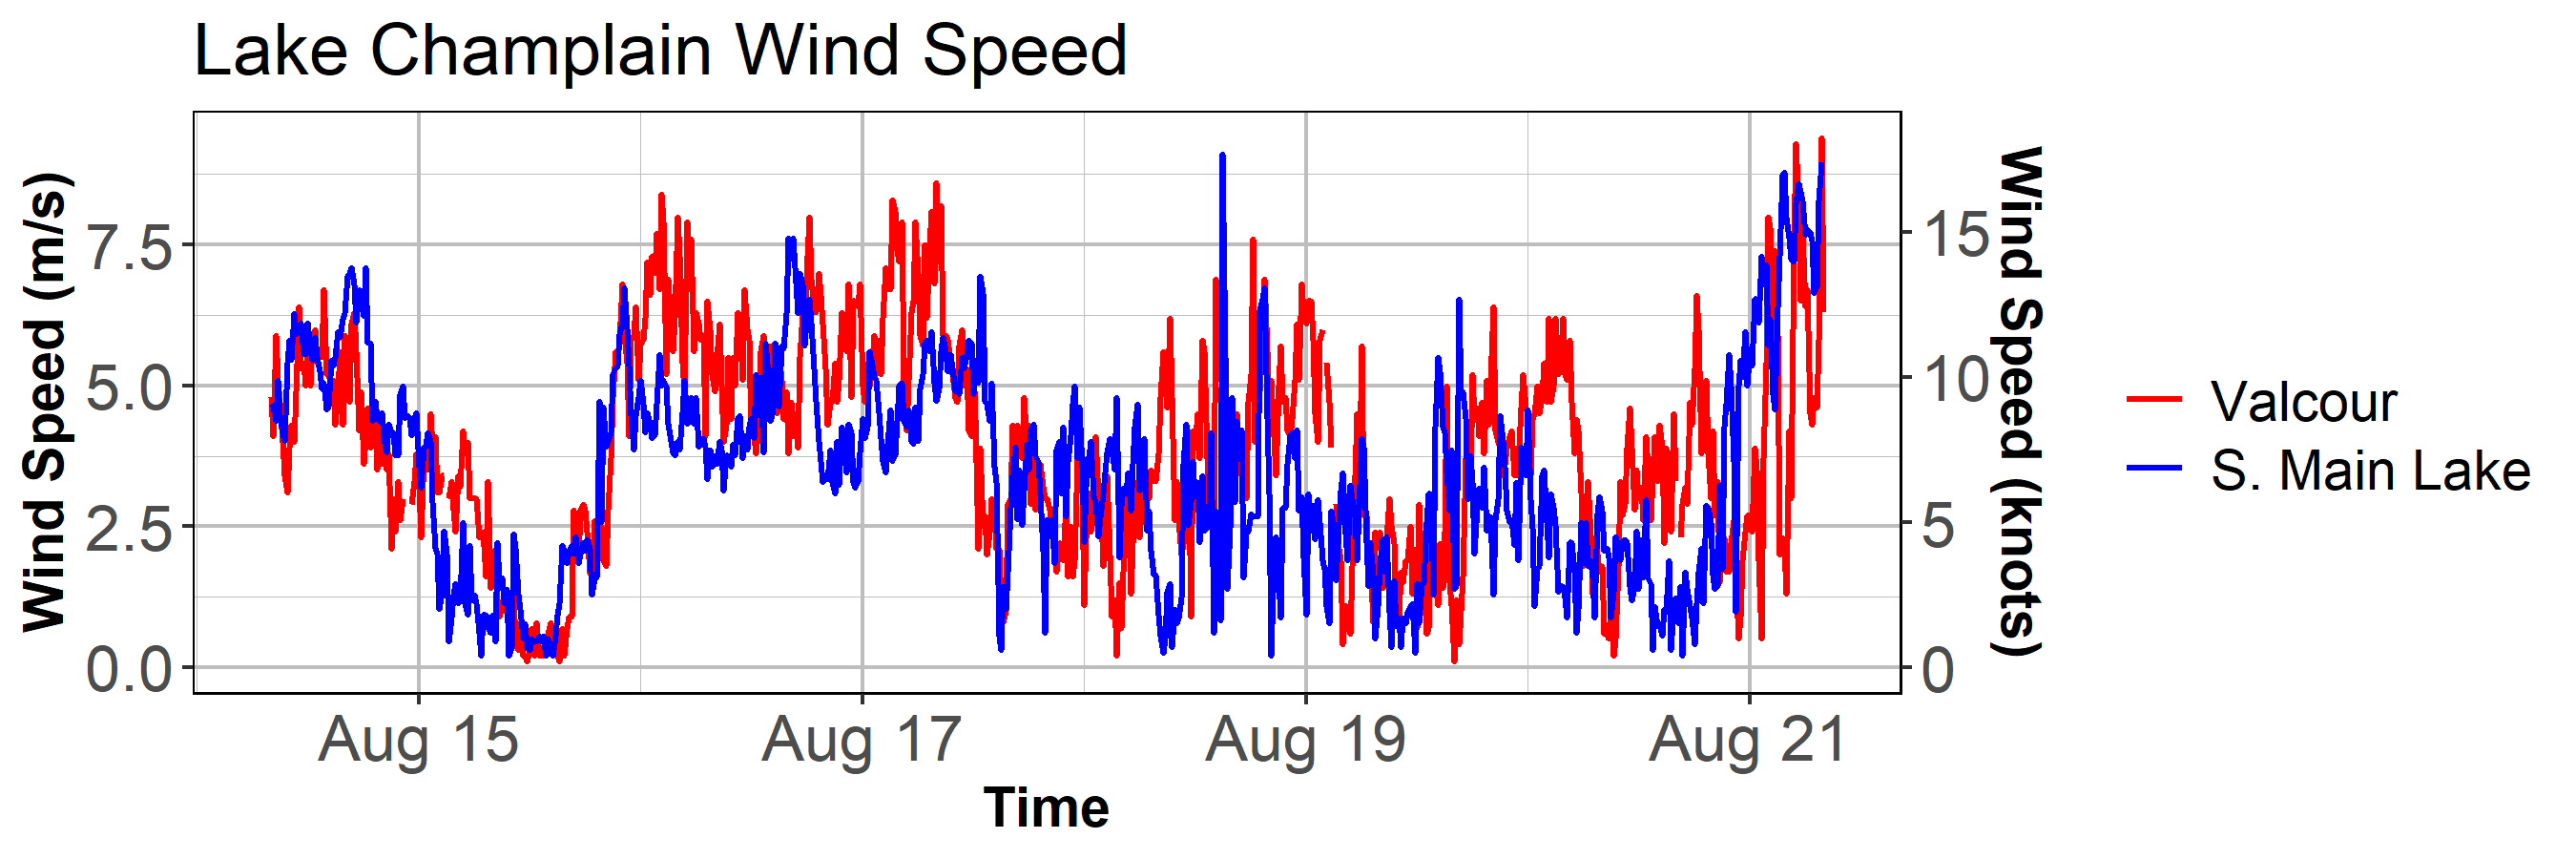 Lake Champlain Wind Speed
Wind Speed (m/s)
7.5
5.0
2.5
0.0
15
10
5
0
Wind Speed (knots)
Aug 15
Aug 17
Aug 19
Aug 21
Time
Valcour
S. Main Lake